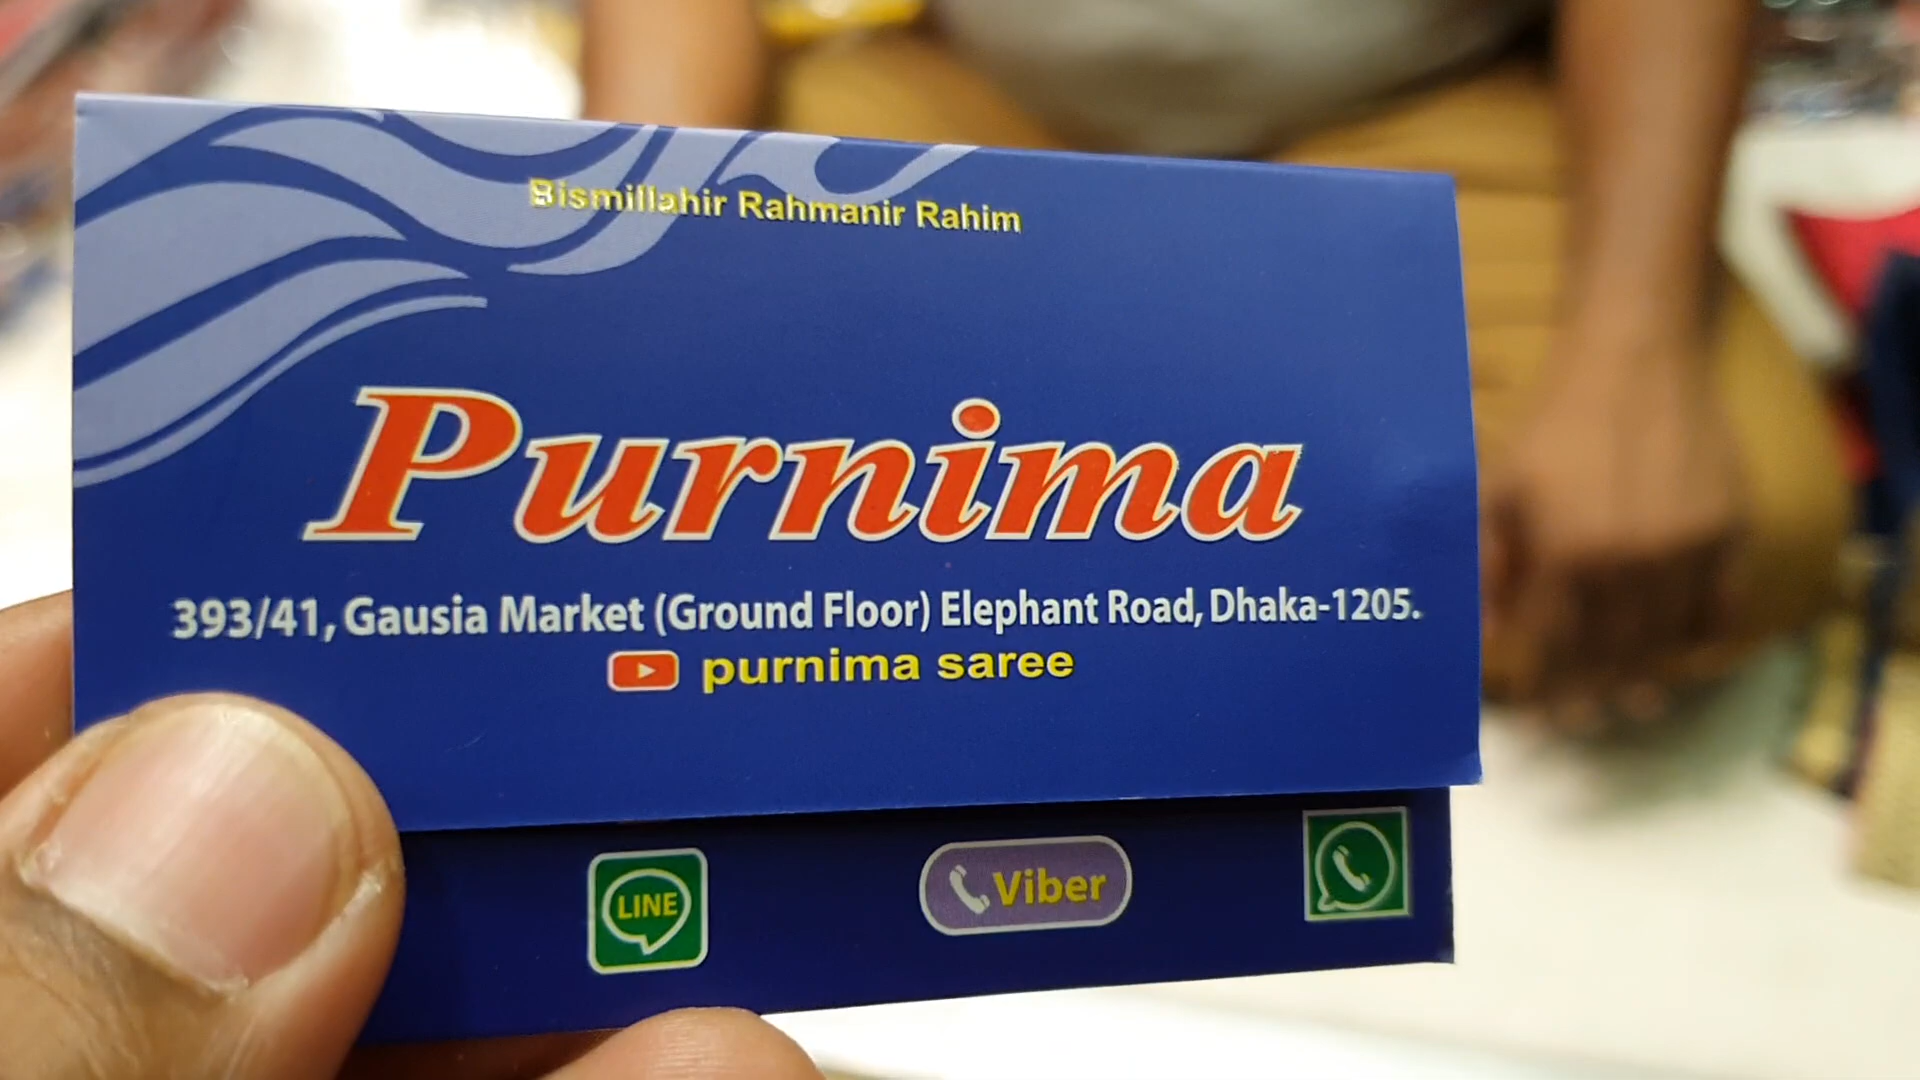 Bismillahir Rahmanir Rahim
Purnima
393/41, Gausia Market (Ground Floor) Elephant Road, Dhaka-1205.
purnima saree
LINE
Viber